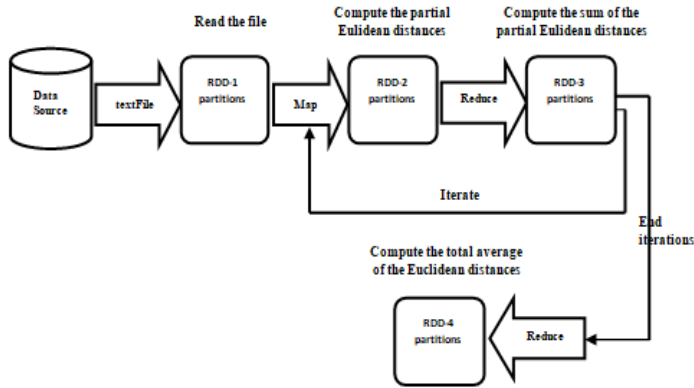 Read the file
Compute the partial
Eulidean distances
Compute the sum of the
partial Eulidean distances
Data
Source
textFile
RDD-1
partitions
Map
RDD-2
partitions
Reduce
RDD-3
partitions
Iterate
End
iterations
Compute the total average
of the Euclidean distances
RDD-4
partitions
Reduce